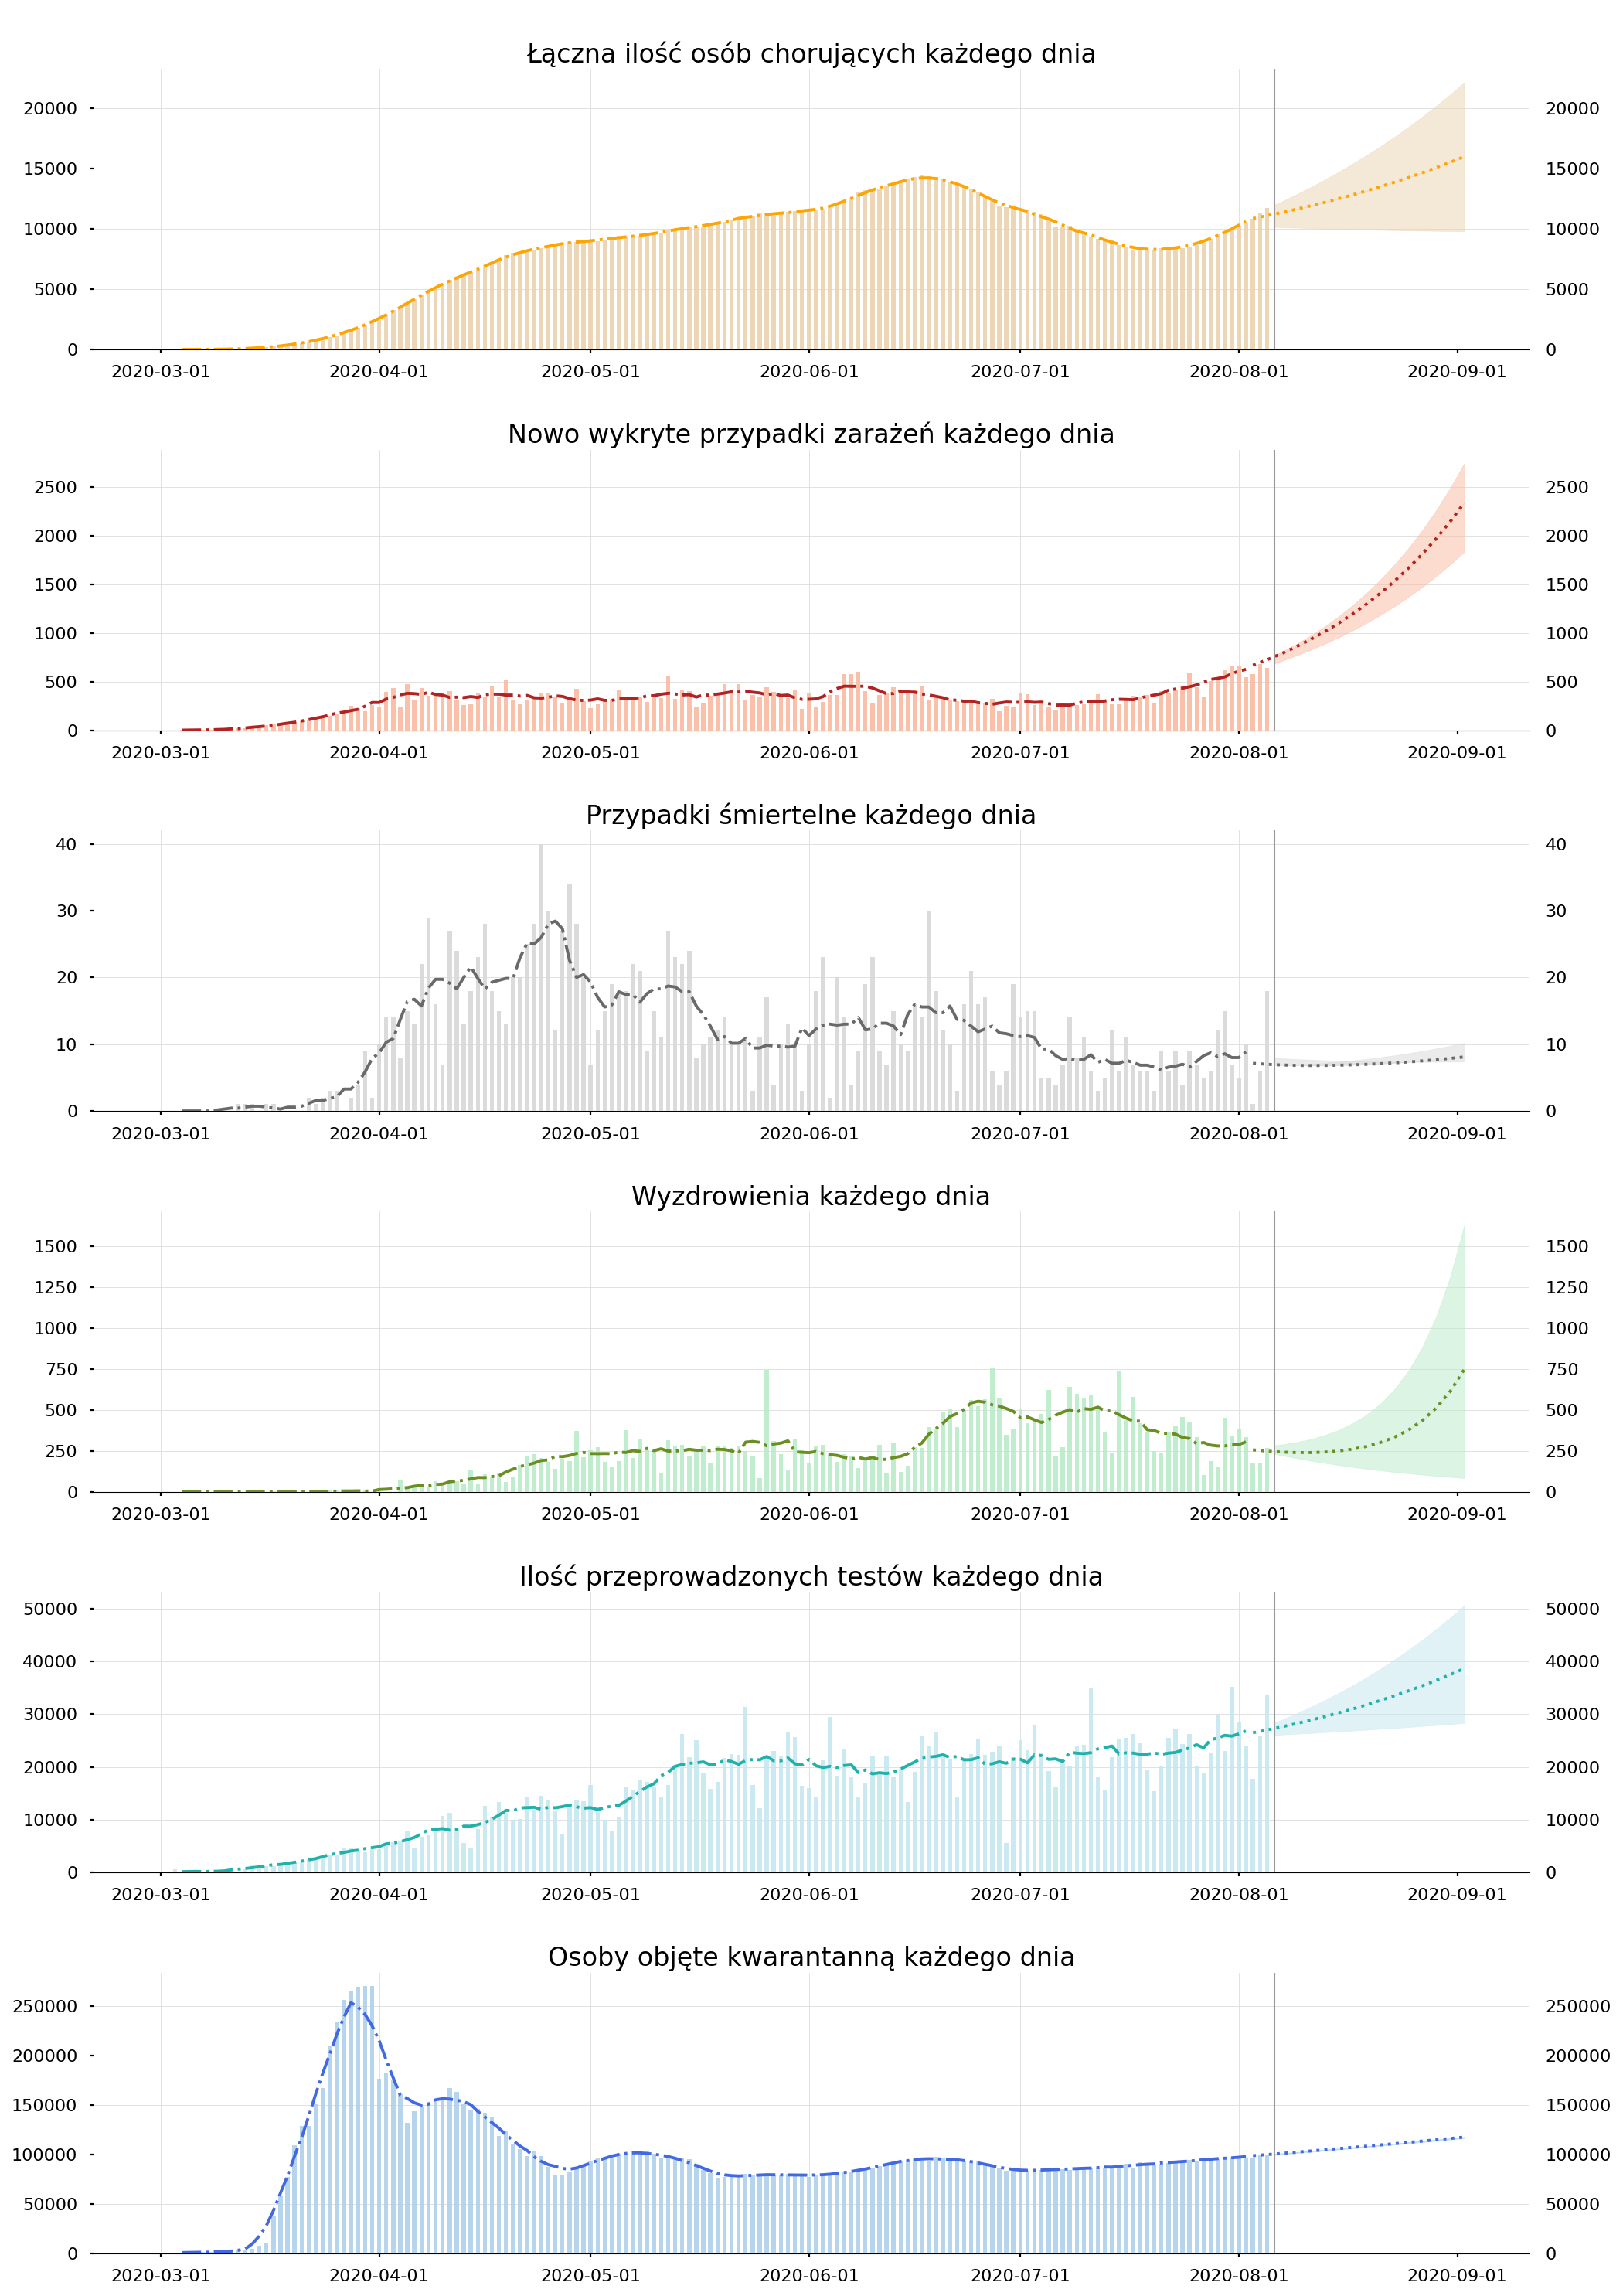 Łączna ilość osób chorujących każdego dnia
20000 20000
15000 15000
10000 10000
5000 5000
0 0
2020-03-01 2020-04-01 2020-05-01 2020-06-01 2020-07-01 2020-08-01 2020-09-01
Nowo wykryte przypadki zarażeń każdego dnia
2500 2500
2000 2000
1500 1500
1000 1000
500 500
0 0
2020-03-01 2020-04-01 2020-05-01 2020-06-01 2020-07-01 2020-08-01 2020-09-01
Przypadki śmiertelne każdego dnia
40 40
30 30
20 20
10 10
0 0
2020-03-01 2020-04-01 2020-05-01 2020-06-01 2020-07-01 2020-08-01 2020-09-01
Wyzdrowienia każdego dnia
1500 1500
1250 1250
1000 1000
750 750
500 500
250 250
0 0
2020-03-01 2020-04-01 2020-05-01 2020-06-01 2020-07-01 2020-08-01 2020-09-01
Ilość przeprowadzonych testów każdego dnia
50000 50000
40000 40000
30000 30000
20000 20000
10000 10000
0 0
2020-03-01 2020-04-01 2020-05-01 2020-06-01 2020-07-01 2020-08-01 2020-09-01
Osoby objęte kwarantanną każdego dnia
250000 250000
200000 200000
150000 150000
100000 100000
50000 50000
0 0
2020-03-01 2020-04-01 2020-05-01 2020-06-01 2020-07-01 2020-08-01 2020-09-01